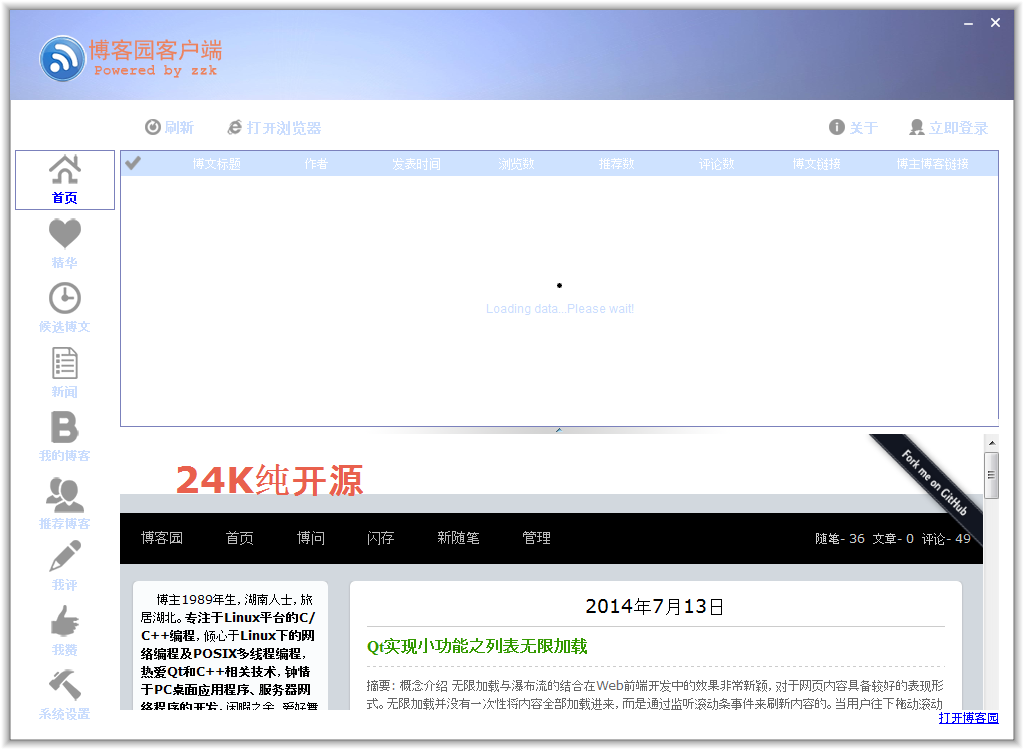 博客园客户端
Powered by zzk
刷新 打开浏览器 关于 立即登录
首页
精华
候选博文
新闻
我的博客
推荐博客
我评
我赞
系统设置
博文标题 作者 发表时间 浏览数 推荐数 评论数 博文链接 博主博客链接
Loading data...Please wait!
24K纯开源
Fork me on GitHub
博客园 首页 博问 闪存 新随笔 管理 随笔- 36 文章- 0 评论- 49
博主1989年生, 湖南人士, 旅
居湖北。专注于Linux平台的C/
C++编程, 倾心于Linux下的网
络编程及POSIX多线程编程,
热爱Qt和C++相关技术, 钟情
于PC桌面应用程序、服务器网
络程序的开发. 闲暇之余, 爱好舞
2014年7月13日
Qt实现小功能之列表无限加载
摘要: 概念介绍 无限加载与瀑布流的结合在Web前端开发中的效果非常新颖, 对于网页内容具备较好的表现形
式。无限加载并没有一次性将内容全部加载进来, 而是通过监听滚动条事件来刷新内容的。当用户往下拖动滚动
打开博客园